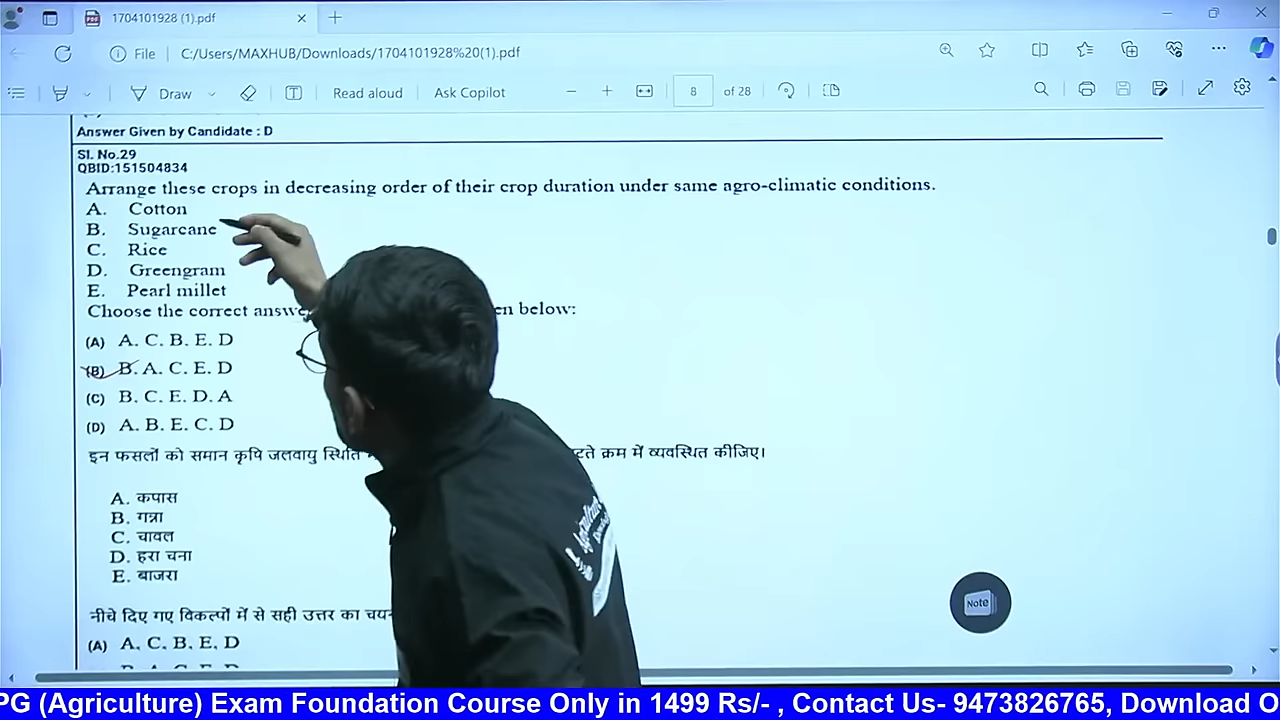 1704101928 (1).pdf
File
C:/Users/MAXHUB/Downloads/1704101928%20(1).pdf
Draw
Read aloud
Ask Copilot
8
of 28
Answer Given by Candidate : D
SI. No.29
QBID:151504834
Arrange these crops in decreasing order of their crop duration under same agro-climatic conditions.
A. Cotton
B. Sugarcane
C. Rice
D. Greengram
E. Pearl millet
Choose the correct answe en below:
(A) A. C. B. E. D
(B) B. A. C. E. D
(C) B. C. E. D. A
(D) A. B. E. C. D
इन फसलों को समान कृषि जलवायु स्थिति टते क्रम में व्यवस्थित कीजिए।
A. कपास
B. गन्ना
C. चावल
D. हरा चना
E. बाजरा
नीचे दिए गए विकल्पों में से सही उत्तर का चयन
(A) A. C. B. E. D
Note
PG (Agriculture) Exam Foundation Course Only in 1499 Rs/- , Contact Us- 9473826765, Download O